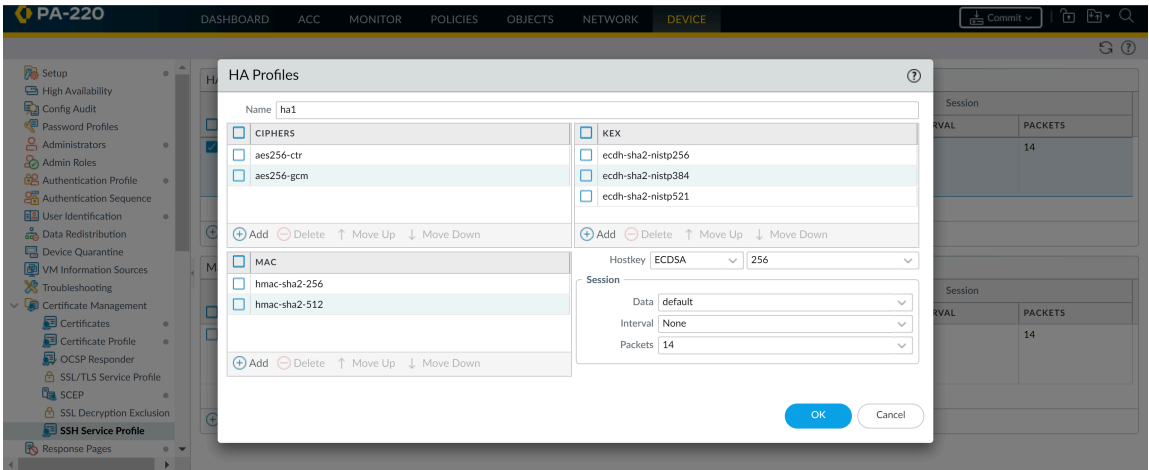 PA-220
DASHBOARD ACC MONITOR POLICIES OBJECTS NETWORK DEVICE
Commit
Setup
High Availability
Config Audit
Password Profiles
Administrators
Admin Roles
Authentication Profile
Authentication Sequence
User Identification
Data Redistribution
Device Quarantine
VM Information Sources
Troubleshooting
Certificate Management
Certificates
Certificate Profile
OCSP Responder
SSL/TLS Service Profile
SCEP
SSL Decryption Exclusion
SSH Service Profile
Response Pages
HA Profiles
Name ha1
CIPHERS
aes256-ctr
aes256-gcm
Add Delete Move Up Move Down
KEX
ecdh-sha2-nistp256
ecdh-sha2-nistp384
ecdh-sha2-nistp521
Add Delete Move Up Move Down
MAC
hmac-sha2-256
hmac-sha2-512
Add Delete Move Up Move Down
Hostkey ECDSA 256
Session
Data default
Interval None
Packets 14
OK Cancel
Session
PACKETS
14
Session
PACKETS
14